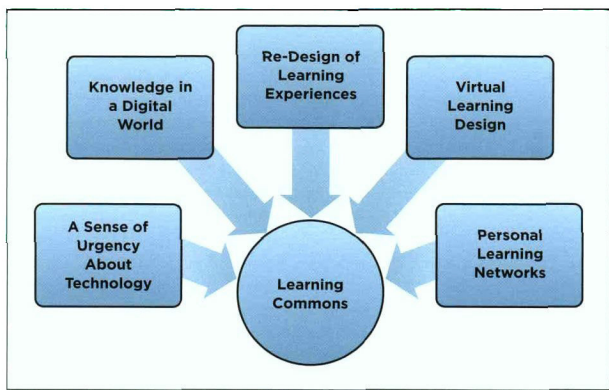 Re-Design of
Learning
Experiences
Knowledge in
a Digital
World
Virtual
Learning
Design
A Sense of
Urgency
About
Technology
Learning
Commons
Personal
Learning
Networks